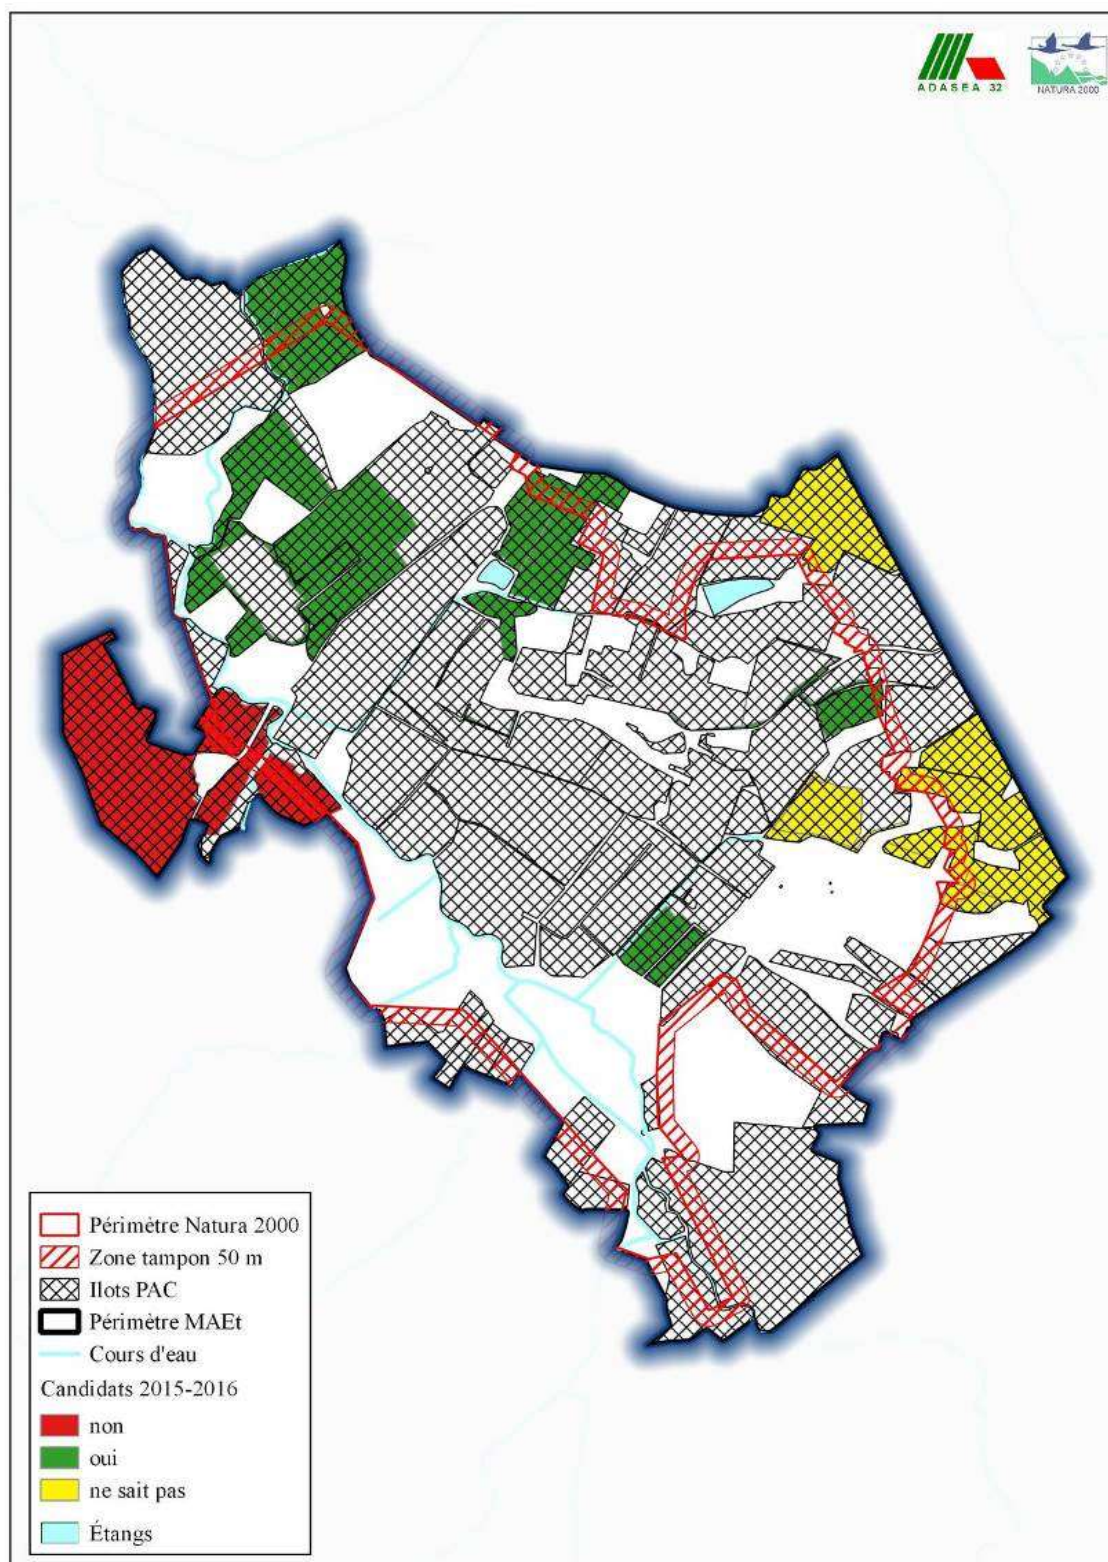 ADASEA 32
NATURA 2000
Périmètre Natura 2000
Zone tampon 50 m
Ilots PAC
Périmètre MAEt
Cours d'eau
Candidats 2015-2016
non
oui
ne sait pas
Étangs